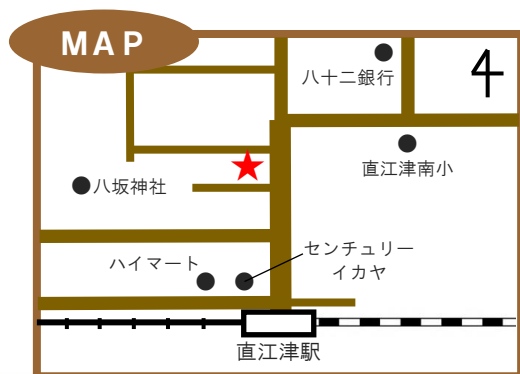 MAP
八十二銀行
直江津南小
八坂神社
センチュリー
イカヤ
ハイマート
直江津駅